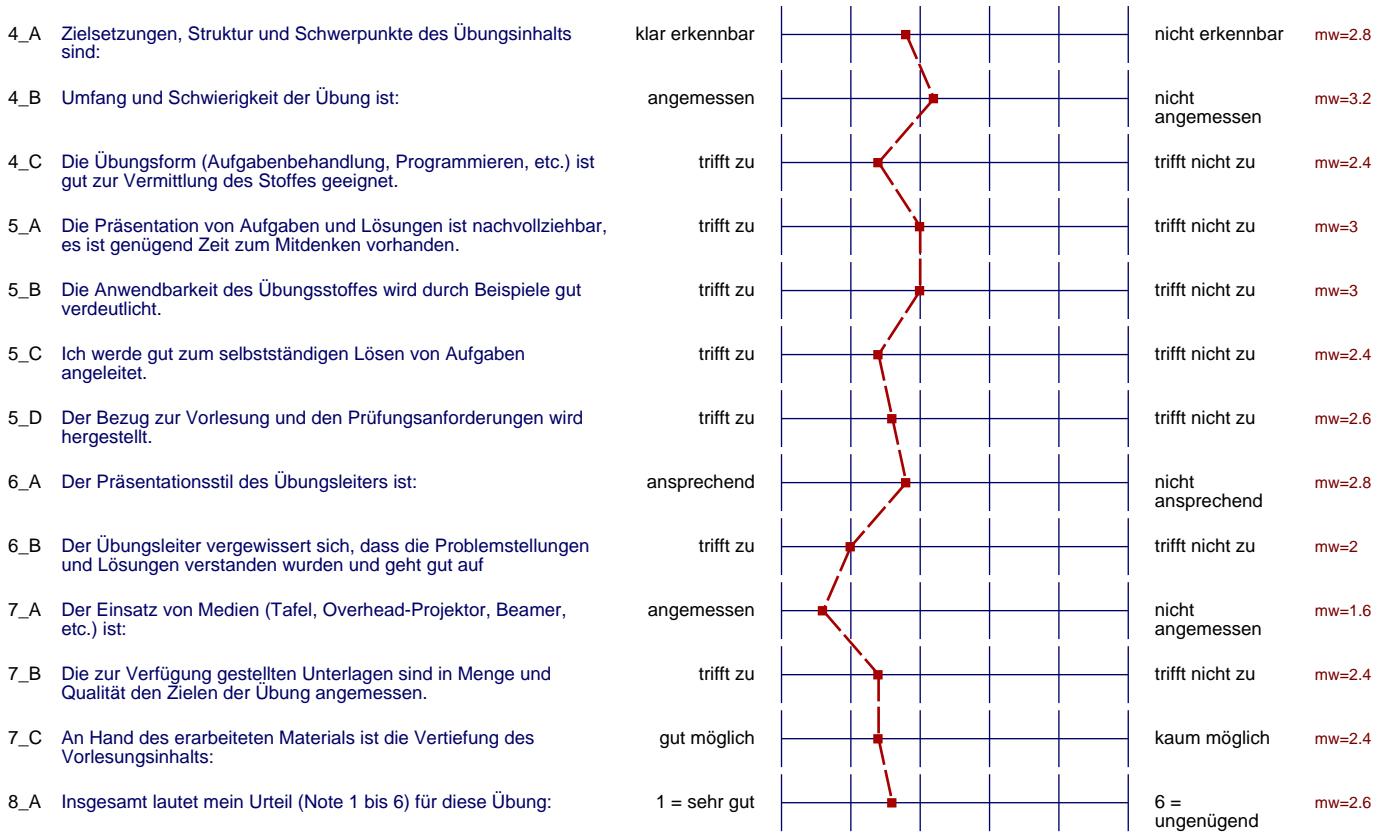 4_A Zielsetzungen, Struktur und Schwerpunkte des Übungsinhalts klar erkennbar nicht erkennbar mw=2.8
sind:
4_B Umfang und Schwierigkeit der Übung ist: angemessen nicht mw=3.2
angemessen
4_C Die Übungsform (Aufgabenbehandlung, Programmieren, etc.) ist trifft zu trifft nicht zu mw=2.4
gut zur Vermittlung des Stoffes geeignet.
5_A Die Präsentation von Aufgaben und Lösungen ist nachvollziehbar, trifft zu trifft nicht zu mw=3
es ist genügend Zeit zum Mitdenken vorhanden.
5_B Die Anwendbarkeit des Übungsstoffes wird durch Beispiele gut trifft zu trifft nicht zu mw=3
verdeutlicht.
5_C Ich werde gut zum selbstständigen Lösen von Aufgaben trifft zu trifft nicht zu mw=2.4
angeleitet.
5_D Der Bezug zur Vorlesung und den Prüfungsanforderungen wird trifft zu trifft nicht zu mw=2.6
hergestellt.
6_A Der Präsentationsstil des Übungsleiters ist: ansprechend nicht mw=2.8
ansprechend
6_B Der Übungsleiter vergewissert sich, dass die Problemstellungen trifft zu trifft nicht zu mw=2
und Lösungen verstanden wurden und geht gut auf
7_A Der Einsatz von Medien (Tafel, Overhead-Projektor, Beamer, angemessen nicht mw=1.6
etc.) ist: angemessen
7_B Die zur Verfügung gestellten Unterlagen sind in Menge und trifft zu trifft nicht zu mw=2.4
Qualität den Zielen der Übung angemessen.
7_C An Hand des erarbeiteten Materials ist die Vertiefung des gut möglich kaum möglich mw=2.4
Vorlesungsinhalts:
8_A Insgesamt lautet mein Urteil (Note 1 bis 6) für diese Übung: 1 = sehr gut 6 = mw=2.6
ungenügend